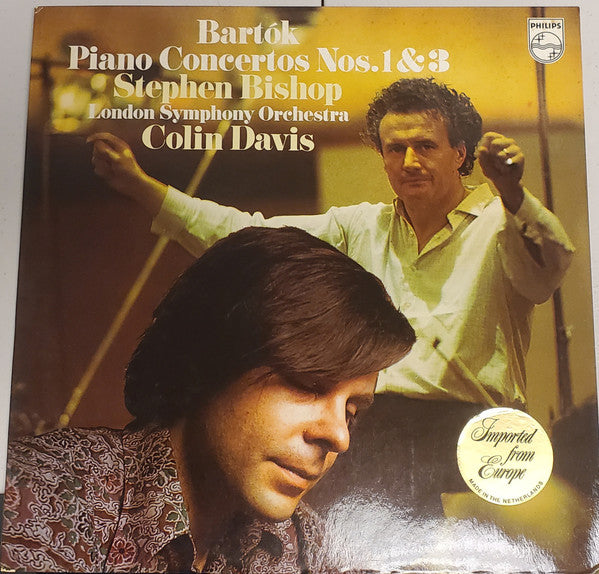 PHILIPS
Bartók
Piano Concertos Nos.1&3
Stephen Bishop
London Symphony Orchestra
Colin Davis
Imported
from
Europe
MADE IN THE NETHERLANDS